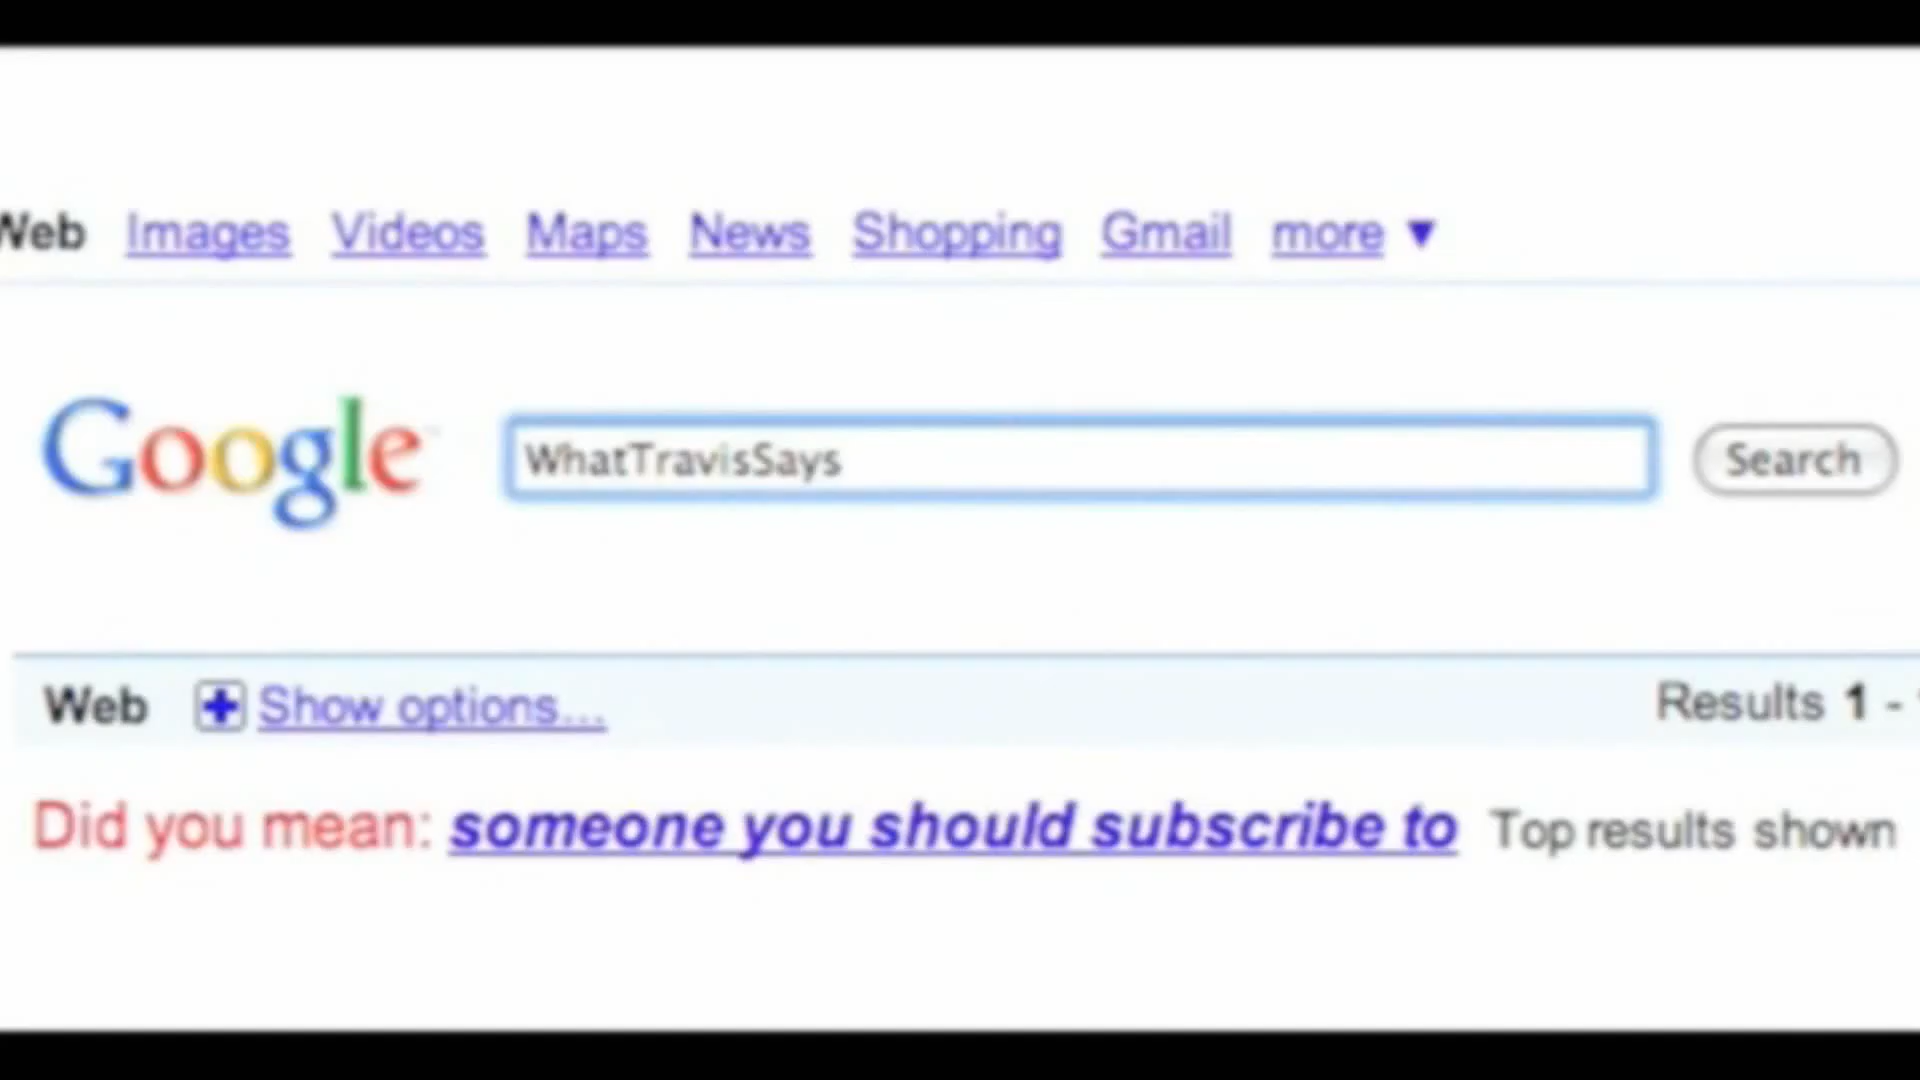 Web Images Videos Maps News Shopping Gmail more ▼
Google WhatTravisSays Search
Web Show options... Results 1 -
Did you mean: someone you should subscribe to Top results shown